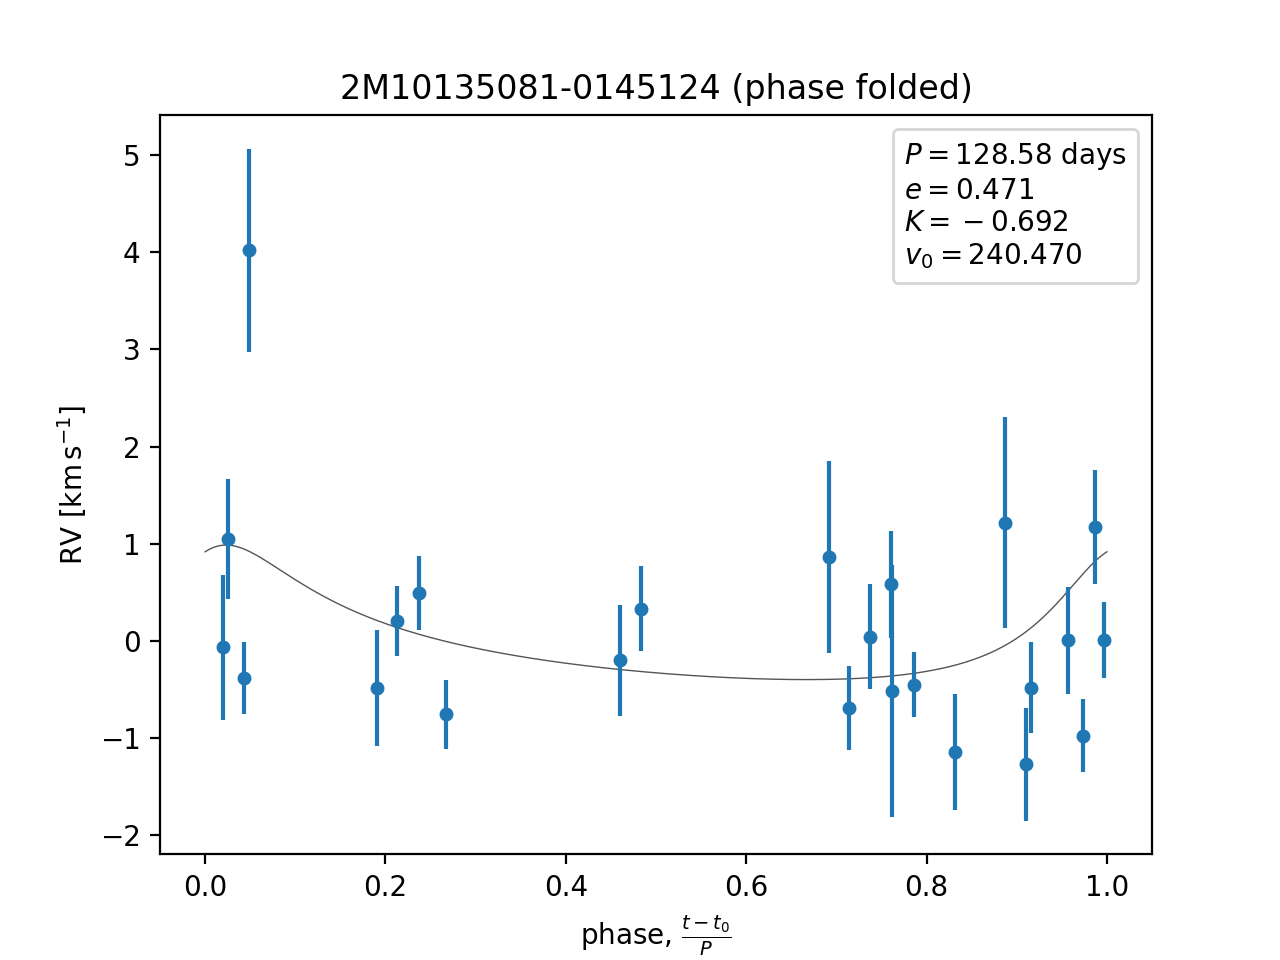 2M10135081-0145124 (phase folded)
P = 128.58 days
e = 0.471
K = −0.692
v₀ = 240.470
5
4
3
2
1
0
−1
−2
RV [km s⁻¹]
0.0 0.2 0.4 0.6 0.8 1.0
phase, (t − t₀)/P